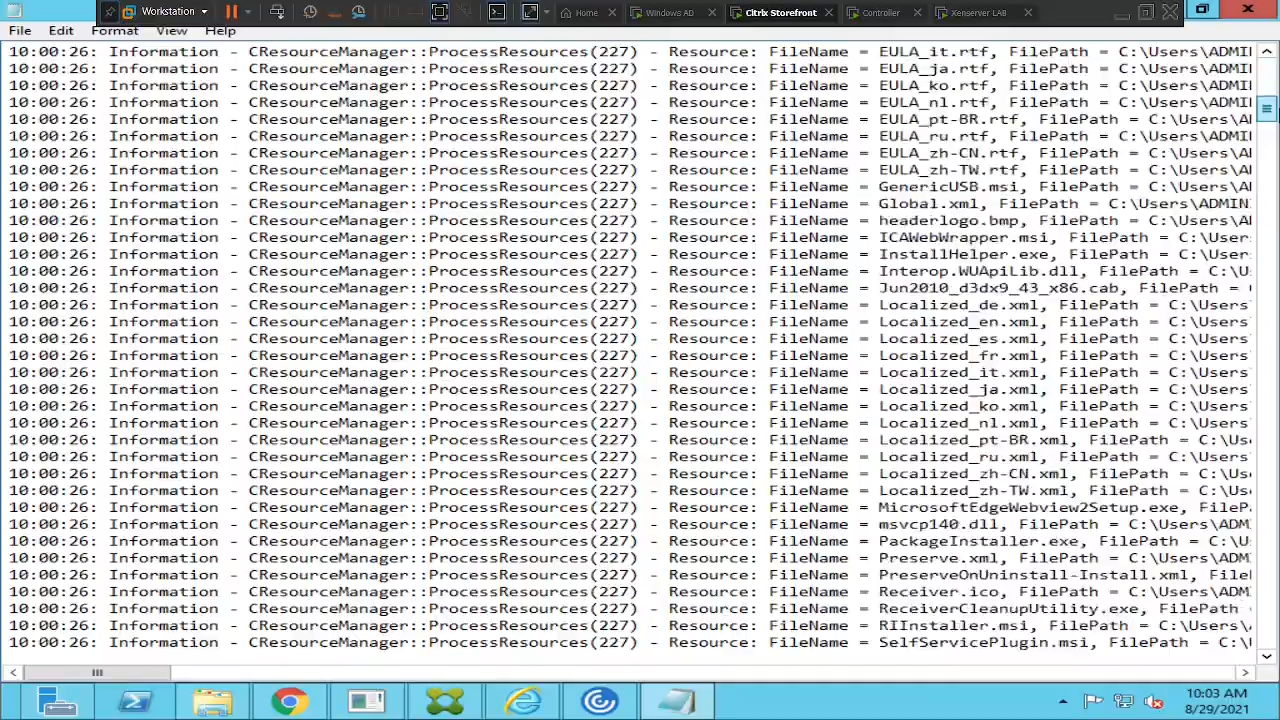 Workstation Home Windows AD Citrix Storefront Controller Xenserver LAB
File Edit Format View Help
10:00:26: Information - CResourceManager::ProcessResources(227) - Resource: FileName = EULA_it.rtf, FilePath = C:\Users\ADMI
10:00:26: Information - CResourceManager::ProcessResources(227) - Resource: FileName = EULA_ja.rtf, FilePath = C:\Users\ADMI
10:00:26: Information - CResourceManager::ProcessResources(227) - Resource: FileName = EULA_ko.rtf, FilePath = C:\Users\ADMI
10:00:26: Information - CResourceManager::ProcessResources(227) - Resource: FileName = EULA_nl.rtf, FilePath = C:\Users\ADMI
10:00:26: Information - CResourceManager::ProcessResources(227) - Resource: FileName = EULA_pt-BR.rtf, FilePath = C:\Users\A
10:00:26: Information - CResourceManager::ProcessResources(227) - Resource: FileName = EULA_ru.rtf, FilePath = C:\Users\ADMI
10:00:26: Information - CResourceManager::ProcessResources(227) - Resource: FileName = EULA_zh-CN.rtf, FilePath = C:\Users\A
10:00:26: Information - CResourceManager::ProcessResources(227) - Resource: FileName = EULA_zh-TW.rtf, FilePath = C:\Users\A
10:00:26: Information - CResourceManager::ProcessResources(227) - Resource: FileName = GenericUSB.msi, FilePath = C:\Users\A
10:00:26: Information - CResourceManager::ProcessResources(227) - Resource: FileName = Global.xml, FilePath = C:\Users\ADMIN
10:00:26: Information - CResourceManager::ProcessResources(227) - Resource: FileName = headerlogo.bmp, FilePath = C:\Users\A
10:00:26: Information - CResourceManager::ProcessResources(227) - Resource: FileName = ICAWebWrapper.msi, FilePath = C:\User
10:00:26: Information - CResourceManager::ProcessResources(227) - Resource: FileName = InstallHelper.exe, FilePath = C:\User
10:00:26: Information - CResourceManager::ProcessResources(227) - Resource: FileName = Interop.WUApiLib.dll, FilePath = C:\U
10:00:26: Information - CResourceManager::ProcessResources(227) - Resource: FileName = Jun2010_d3dx9_43_x86.cab, FilePath =
10:00:26: Information - CResourceManager::ProcessResources(227) - Resource: FileName = Localized_de.xml, FilePath = C:\Users
10:00:26: Information - CResourceManager::ProcessResources(227) - Resource: FileName = Localized_en.xml, FilePath = C:\Users
10:00:26: Information - CResourceManager::ProcessResources(227) - Resource: FileName = Localized_es.xml, FilePath = C:\Users
10:00:26: Information - CResourceManager::ProcessResources(227) - Resource: FileName = Localized_fr.xml, FilePath = C:\Users
10:00:26: Information - CResourceManager::ProcessResources(227) - Resource: FileName = Localized_it.xml, FilePath = C:\Users
10:00:26: Information - CResourceManager::ProcessResources(227) - Resource: FileName = Localized_ja.xml, FilePath = C:\Users
10:00:26: Information - CResourceManager::ProcessResources(227) - Resource: FileName = Localized_ko.xml, FilePath = C:\Users
10:00:26: Information - CResourceManager::ProcessResources(227) - Resource: FileName = Localized_nl.xml, FilePath = C:\Users
10:00:26: Information - CResourceManager::ProcessResources(227) - Resource: FileName = Localized_pt-BR.xml, FilePath = C:\Us
10:00:26: Information - CResourceManager::ProcessResources(227) - Resource: FileName = Localized_ru.xml, FilePath = C:\Users
10:00:26: Information - CResourceManager::ProcessResources(227) - Resource: FileName = Localized_zh-CN.xml, FilePath = C:\Us
10:00:26: Information - CResourceManager::ProcessResources(227) - Resource: FileName = Localized_zh-TW.xml, FilePath = C:\Us
10:00:26: Information - CResourceManager::ProcessResources(227) - Resource: FileName = MicrosoftEdgeWebview2Setup.exe, FileP
10:00:26: Information - CResourceManager::ProcessResources(227) - Resource: FileName = msvcp140.dll, FilePath = C:\Users\ADM
10:00:26: Information - CResourceManager::ProcessResources(227) - Resource: FileName = PackageInstaller.exe, FilePath = C:\U
10:00:26: Information - CResourceManager::ProcessResources(227) - Resource: FileName = Preserve.xml, FilePath = C:\Users\ADM
10:00:26: Information - CResourceManager::ProcessResources(227) - Resource: FileName = PreserveOnUninstall-Install.xml, File
10:00:26: Information - CResourceManager::ProcessResources(227) - Resource: FileName = Receiver.ico, FilePath = C:\Users\ADM
10:00:26: Information - CResourceManager::ProcessResources(227) - Resource: FileName = ReceiverCleanupUtility.exe, FilePath
10:00:26: Information - CResourceManager::ProcessResources(227) - Resource: FileName = RIInstaller.msi, FilePath = C:\Users\
10:00:26: Information - CResourceManager::ProcessResources(227) - Resource: FileName = SelfServicePlugin.msi, FilePath = C:\
10:03 AM
8/29/2021